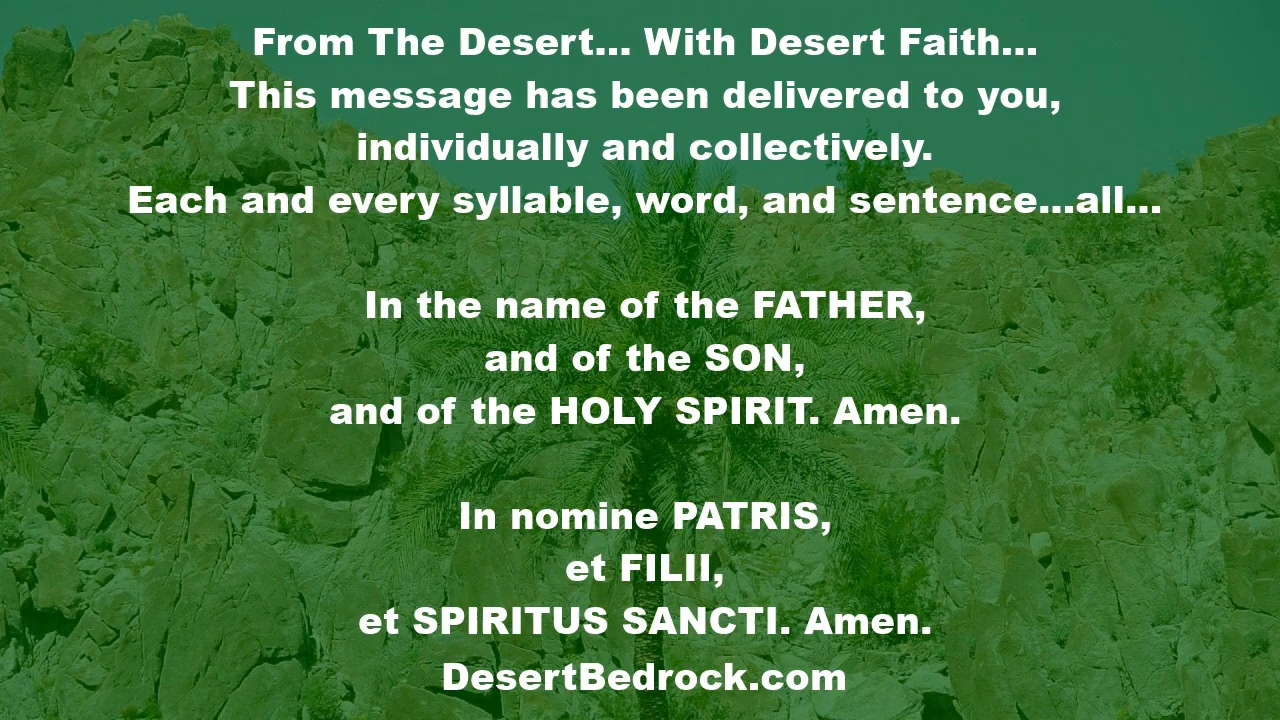 From The Desert... With Desert Faith...
This message has been delivered to you,
individually and collectively.
Each and every syllable, word, and sentence...all...
In the name of the FATHER,
and of the SON,
and of the HOLY SPIRIT. Amen.
In nomine PATRIS,
et FILII,
et SPIRITUS SANCTI. Amen.
DesertBedrock.com